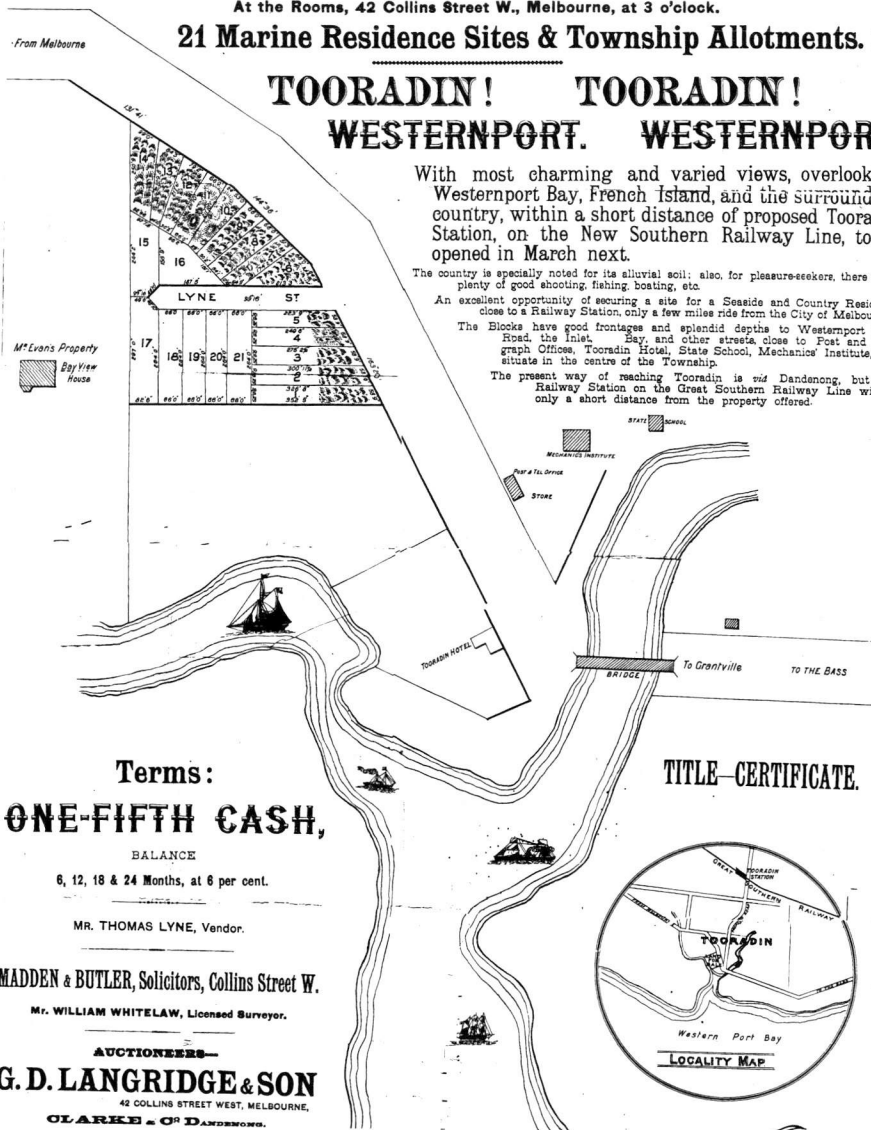 At the Rooms, 42 Collins Street W., Melbourne, at 3 o'clock.
21 Marine Residence Sites & Township Allotments.
From Melbourne
TOORADIN! TOORADIN!
WESTERNPORT. WESTERNPOR
With most charming and varied views, overlook
Westernport Bay, French Island, and the surround
country, within a short distance of proposed Toora
Station, on the New Southern Railway Line, to
opened in March next.
The country is specially noted for its alluvial soil; also, for pleasure-seekers, there
plenty of good shooting, fishing, boating, etc.
An excellent opportunity of securing a site for a Seaside and Country Resid
close to a Railway Station, only a few miles ride from the City of Melbou
The Blocks have good frontages and splendid depths to Westernport
Road, the Inlet, Bay, and other streets, close to Post and
graph Offices, Tooradin Hotel, State School, Mechanics' Institute,
situate in the centre of the Township.
The present way of reaching Tooradin is viâ Dandenong, but
Railway Station on the Great Southern Railway Line wi
only a short distance from the property offered.
15
16
LYNE ST
17
18 19 20 21
5
4
3
2
McEvan's Property
Bay View
House
STATE SCHOOL
MECHANICS INSTITUTE
POST & TEL OFFICE
STORE
TOORADIN HOTEL
BRIDGE
To Grantville
TO THE BASS
Terms:
ONE-FIFTH CASH,
BALANCE
6, 12, 18 & 24 Months, at 6 per cent.
MR. THOMAS LYNE, Vendor.
MADDEN & BUTLER, Solicitors, Collins Street W.
Mr. WILLIAM WHITELAW, Licensed Surveyor.
AUCTIONEERS—
G. D. LANGRIDGE & SON
42 COLLINS STREET WEST, MELBOURNE,
CLARKE & Co DANDENONG.
TITLE—CERTIFICATE.
GREAT SOUTHERN RAILWAY
TOORADIN
STATION
TOORADIN
TO THE BASS
Western Port Bay
LOCALITY MAP